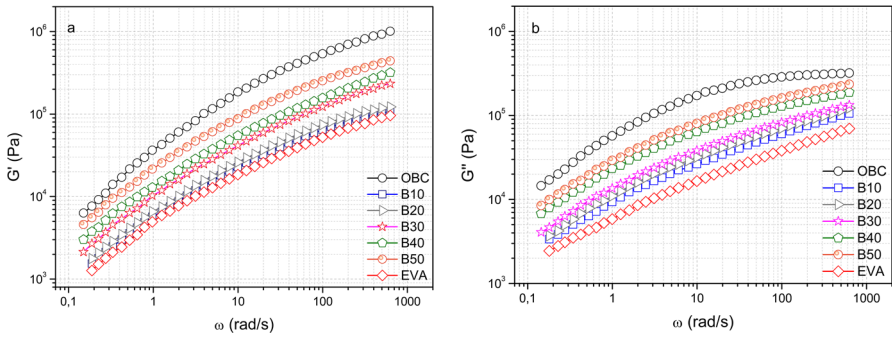 a
G' (Pa)
10⁶
10⁵
10⁴
10³
0,1 1 10 100 1000
ω (rad/s)
OBC
B10
B20
B30
B40
B50
EVA
b
G'' (Pa)
10⁶
10⁵
10⁴
10³
0,1 1 10 100 1000
ω (rad/s)
OBC
B10
B20
B30
B40
B50
EVA